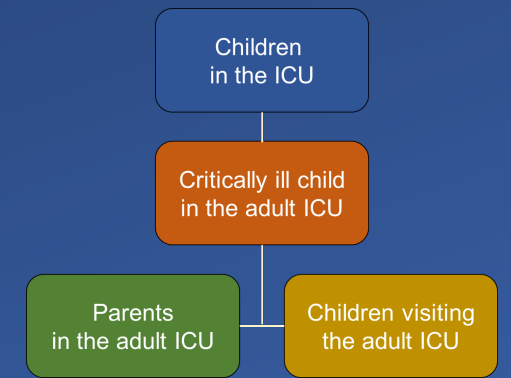 Children
in the ICU
Critically ill child
in the adult ICU
Parents
in the adult ICU
Children visiting
the adult ICU